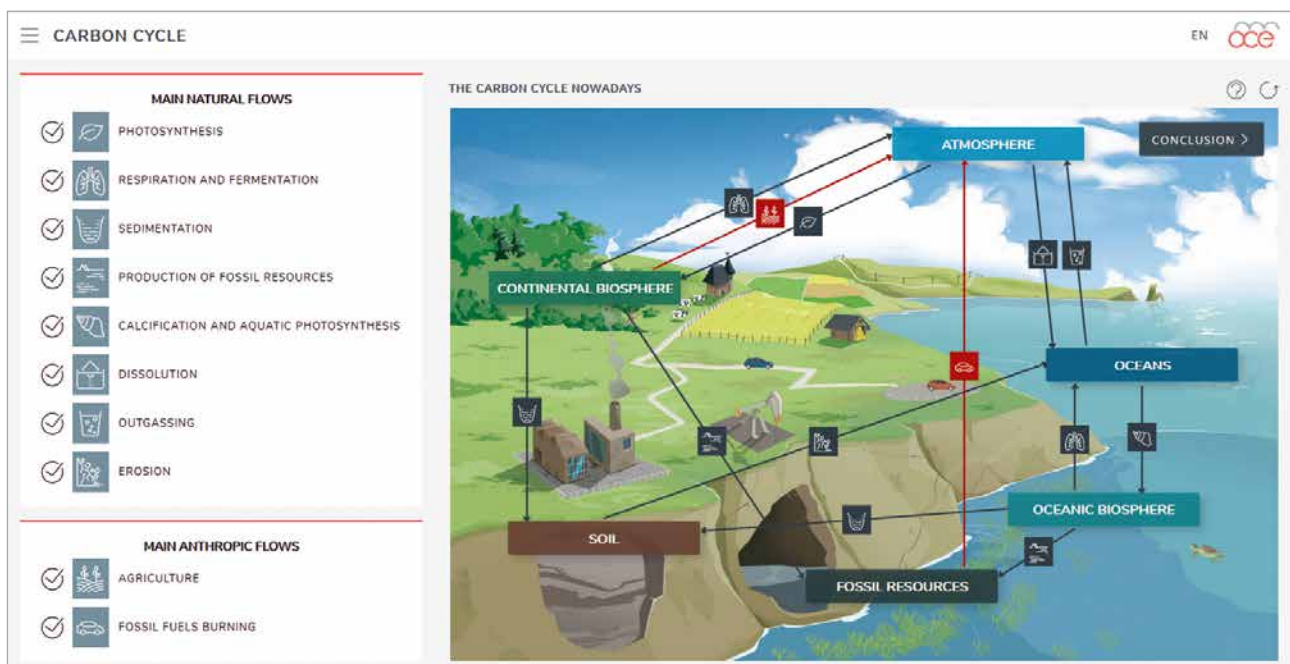 CARBON CYCLE
EN
oce
MAIN NATURAL FLOWS
PHOTOSYNTHESIS
RESPIRATION AND FERMENTATION
SEDIMENTATION
PRODUCTION OF FOSSIL RESOURCES
CALCIFICATION AND AQUATIC PHOTOSYNTHESIS
DISSOLUTION
OUTGASSING
EROSION
MAIN ANTHROPIC FLOWS
AGRICULTURE
FOSSIL FUELS BURNING
THE CARBON CYCLE NOWADAYS
ATMOSPHERE
CONCLUSION >
CONTINENTAL BIOSPHERE
OCEANS
OCEANIC BIOSPHERE
SOIL
FOSSIL RESOURCES